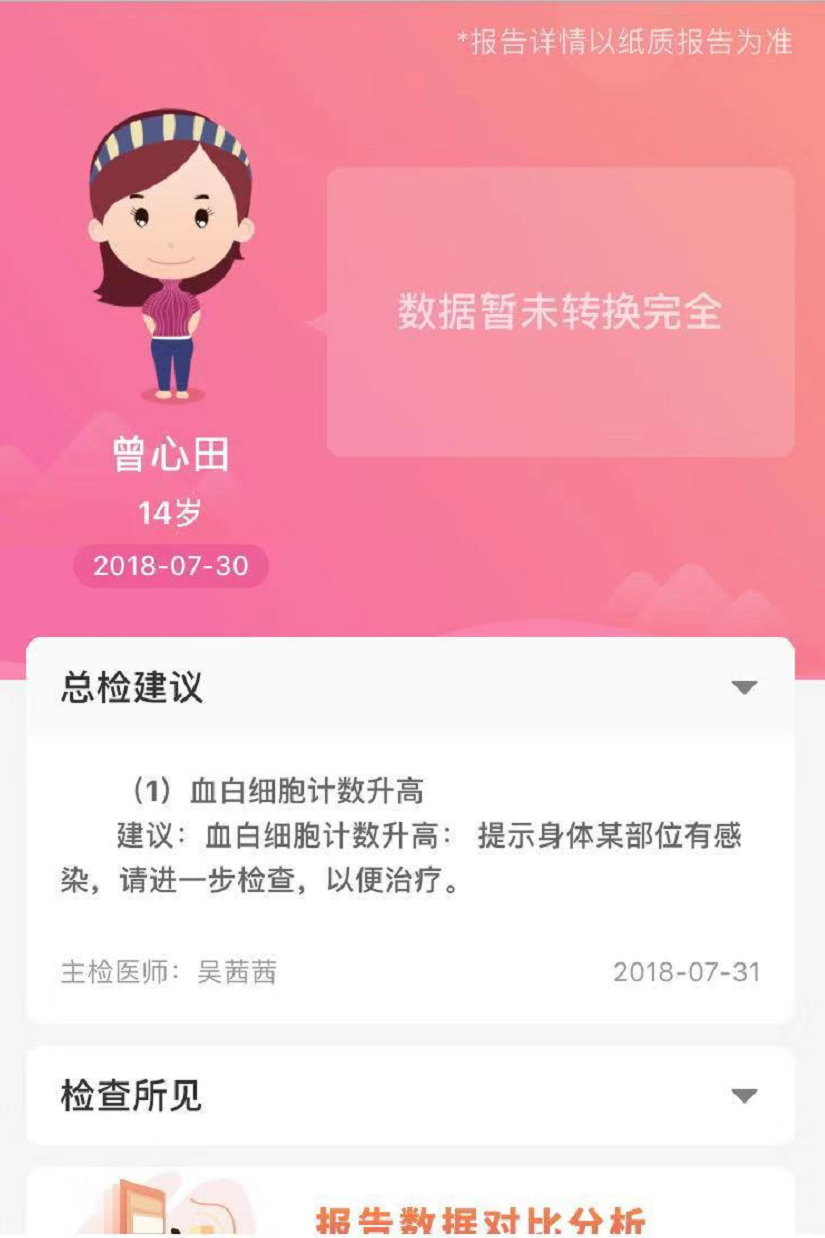 *报告详情以纸质报告为准
数据暂未转换完全
曾心田
14岁
2018-07-30
总检建议
（1）血白细胞计数升高
建议：血白细胞计数升高： 提示身体某部位有感
染，请进一步检查，以便治疗。
主检医师：吴茜茜
2018-07-31
检查所见
报告数据对比分析